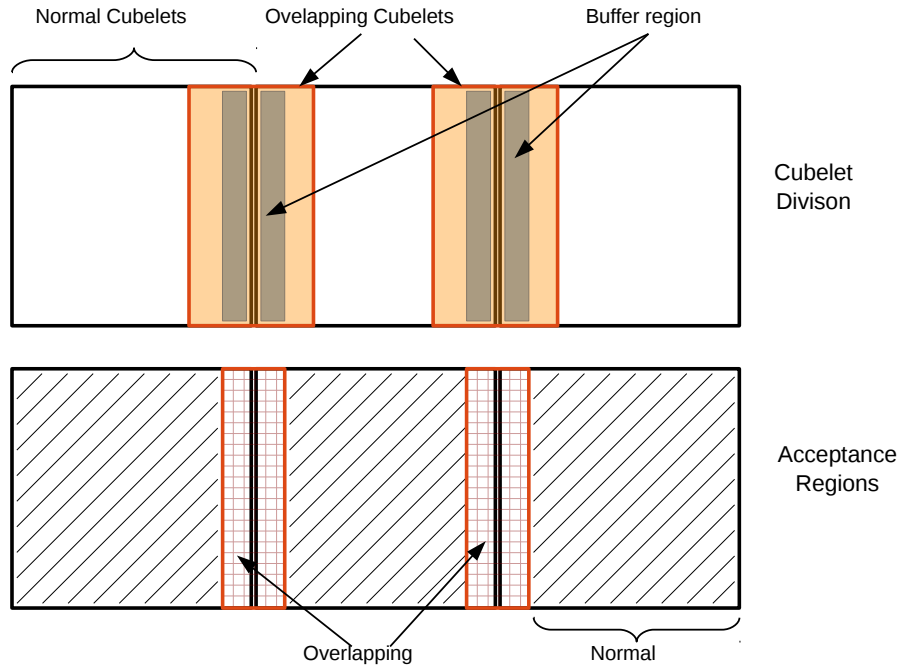 Normal Cubelets
Ovelapping Cubelets
Buffer region
Cubelet
Divison
Acceptance
Regions
Overlapping
Normal